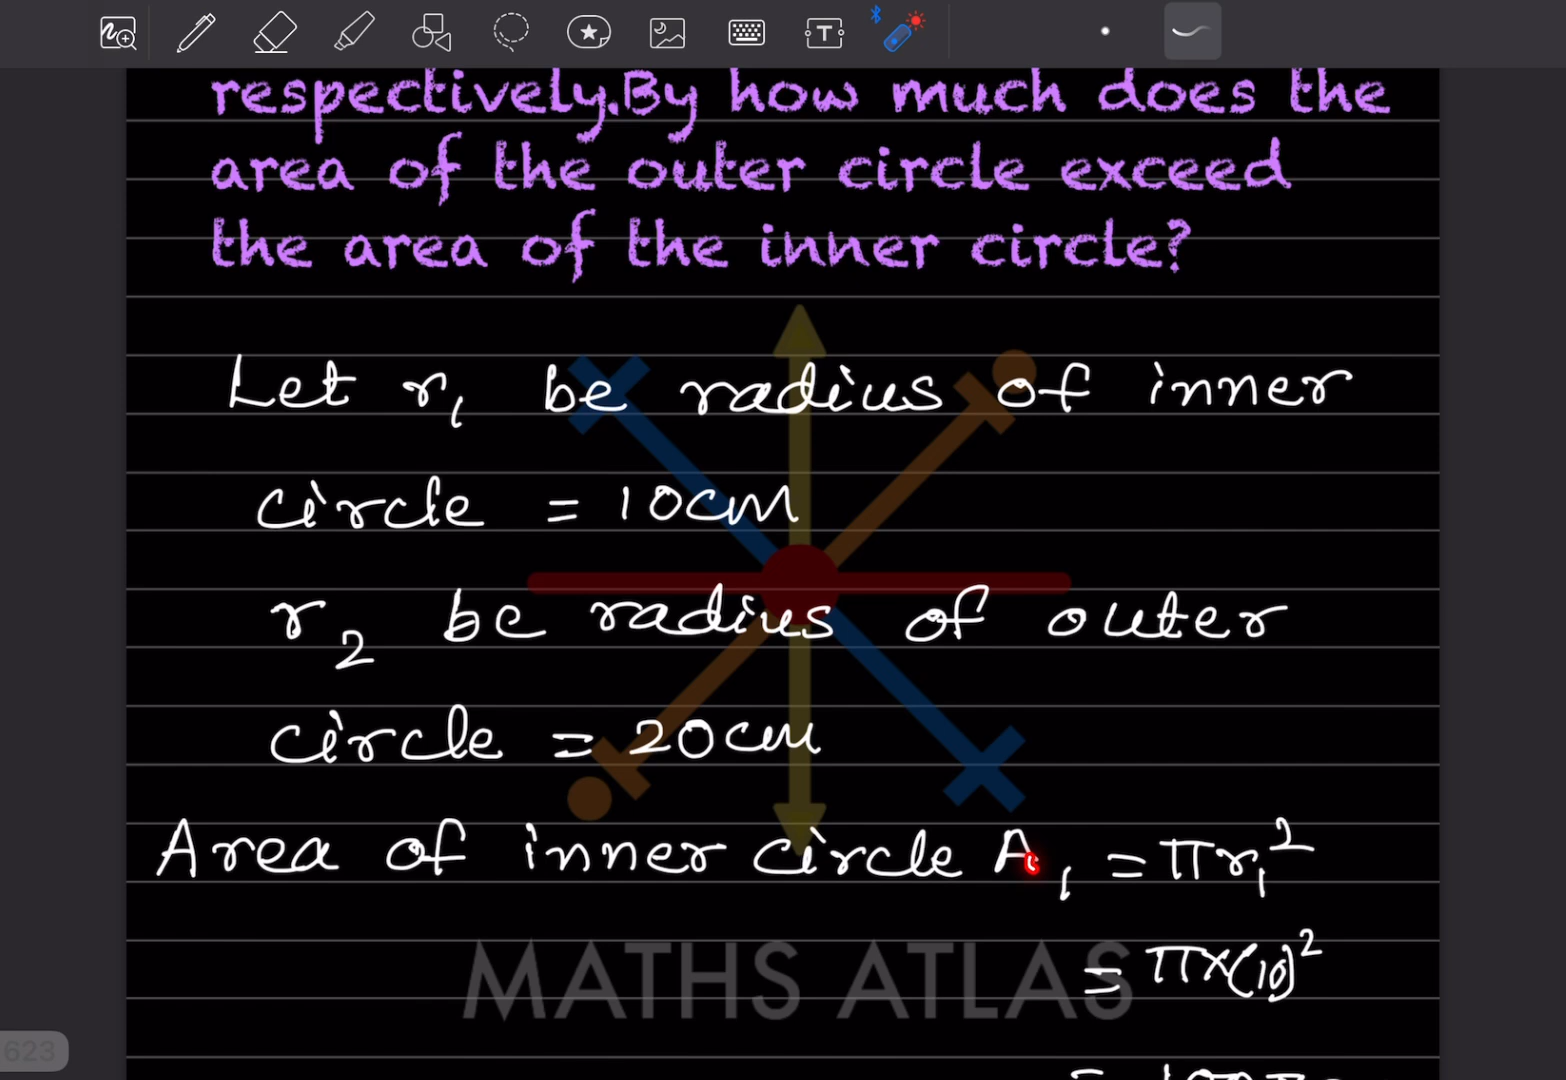 respectively.By how much does the
area of the outer circle exceed
the area of the inner circle?
Let r₁ be radius of inner
circle = 10cm
r₂ be radius of outer
circle = 20cm
Area of inner circle A₁ = πr₁²
= π×(10)²
MATHS ATLAS
623